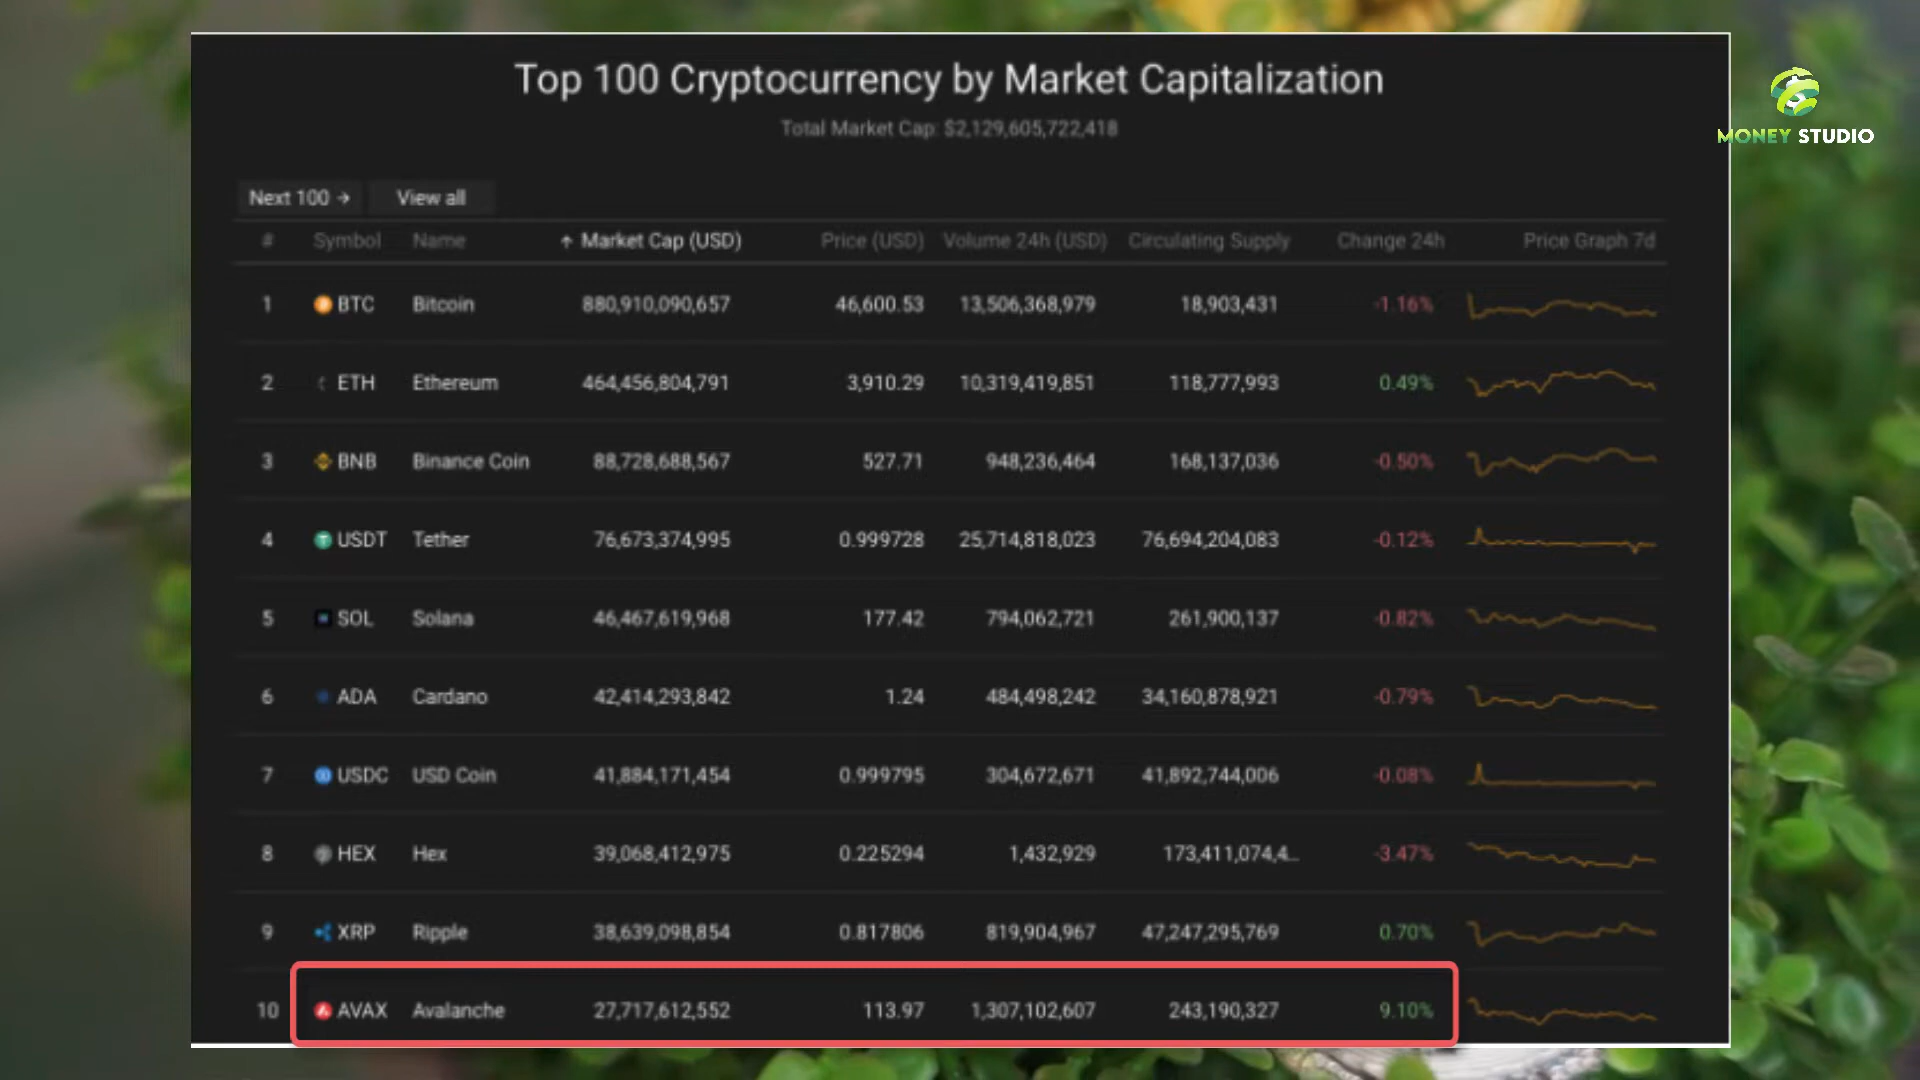 Top 100 Cryptocurrency by Market Capitalization
Total Market Cap: $2,129,605,722,418
MONEY STUDIO
Next 100 → View all
# Symbol Name ↑ Market Cap (USD) Price (USD) Volume 24h (USD) Circulating Supply Change 24h Price Graph 7d
1 BTC Bitcoin 880,910,090,657 46,600.53 13,506,368,979 18,903,431 -1.16%
2 ETH Ethereum 464,456,804,791 3,910.29 10,319,419,851 118,777,993 0.49%
3 BNB Binance Coin 88,728,688,567 527.71 948,236,464 168,137,036 -0.50%
4 USDT Tether 76,673,374,995 0.999728 25,714,818,023 76,694,204,083 -0.12%
5 SOL Solana 46,467,619,968 177.42 794,062,721 261,900,137 -0.82%
6 ADA Cardano 42,414,293,842 1.24 484,498,242 34,160,878,921 -0.79%
7 USDC USD Coin 41,884,171,454 0.999795 304,672,671 41,892,744,006 -0.08%
8 HEX Hex 39,068,412,975 0.225294 1,432,929 173,411,074,4... -3.47%
9 XRP Ripple 38,639,098,854 0.817806 819,904,967 47,247,295,769 0.70%
10 AVAX Avalanche 27,717,612,552 113.97 1,307,102,607 243,190,327 9.10%